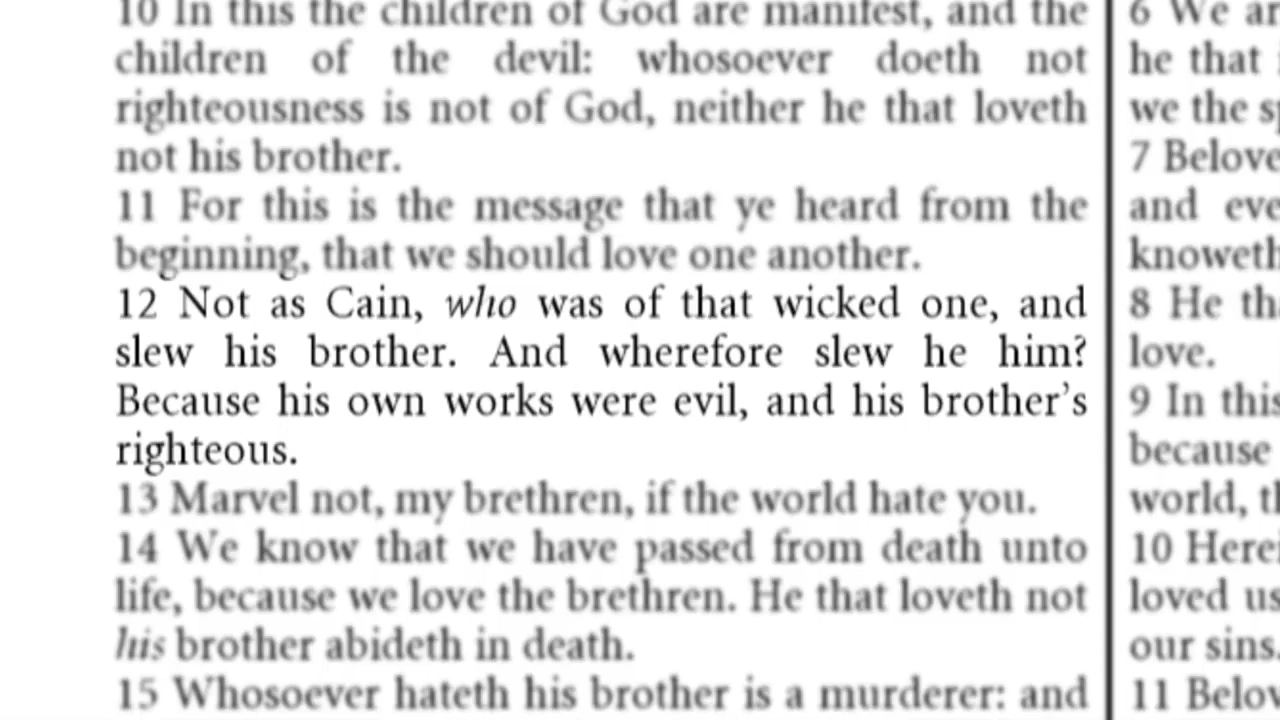 10 In this the children of God are manifest, and the
children of the devil: whosoever doeth not
righteousness is not of God, neither he that loveth
not his brother.
11 For this is the message that ye heard from the
beginning, that we should love one another.
12 Not as Cain, who was of that wicked one, and
slew his brother. And wherefore slew he him?
Because his own works were evil, and his brother's
righteous.
13 Marvel not, my brethren, if the world hate you.
14 We know that we have passed from death unto
life, because we love the brethren. He that loveth not
his brother abideth in death.
15 Whosoever hateth his brother is a murderer: and
6 We
he that
we the
7
and
knoweth
8 He
love.
9 In this
because
world,
10
loved us
our sins.
11